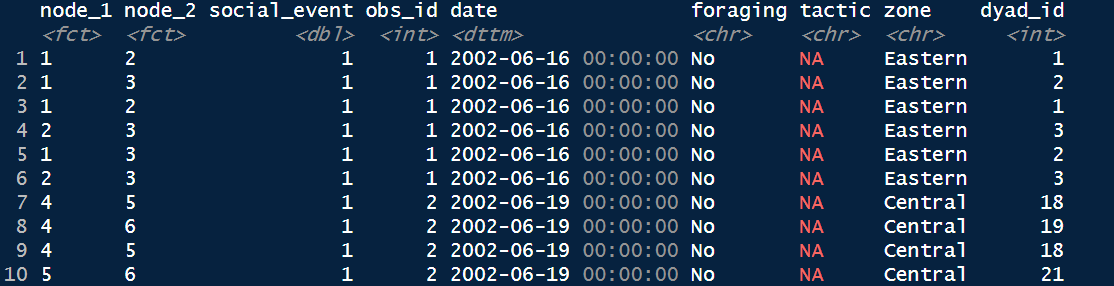 node_1 node_2 social_event obs_id date foraging tactic zone dyad_id
<fct> <fct> <dbl> <int> <dttm> <chr> <chr> <chr> <int>
1 1 2 1 1 2002-06-16 00:00:00 No NA Eastern 1
2 1 3 1 1 2002-06-16 00:00:00 No NA Eastern 2
3 1 2 1 1 2002-06-16 00:00:00 No NA Eastern 1
4 2 3 1 1 2002-06-16 00:00:00 No NA Eastern 3
5 1 3 1 1 2002-06-16 00:00:00 No NA Eastern 2
6 2 3 1 1 2002-06-16 00:00:00 No NA Eastern 3
7 4 5 1 2 2002-06-19 00:00:00 No NA Central 18
8 4 6 1 2 2002-06-19 00:00:00 No NA Central 19
9 4 5 1 2 2002-06-19 00:00:00 No NA Central 18
10 5 6 1 2 2002-06-19 00:00:00 No NA Central 21